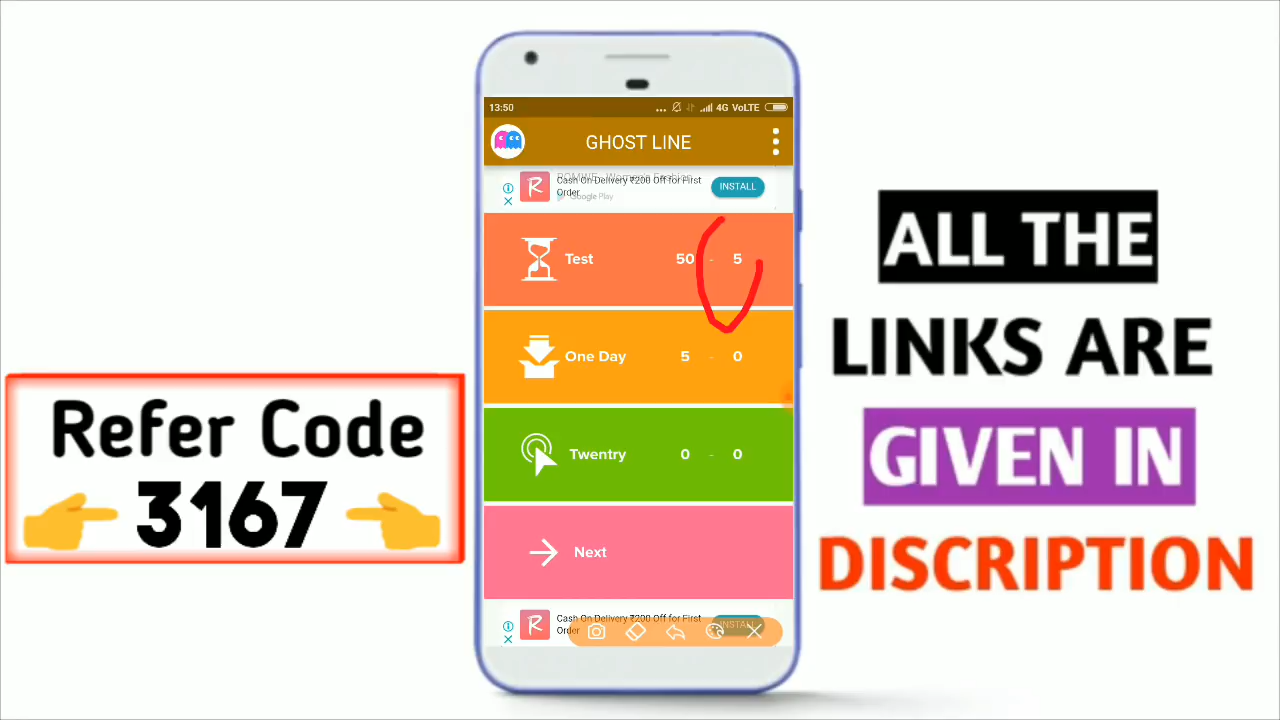 Refer Code
3167
13:50
... 4G VoLTE
GHOST LINE
R
Cash On Delivery ₹200 Off for First
Order
Google Play
INSTALL
Test 50 - 5
One Day 5 - 0
Twentry 0 - 0
Next
R
Cash On Delivery ₹200 Off for First
Order
INSTALL
ALL THE
LINKS ARE
GIVEN IN
DISCRIPTION